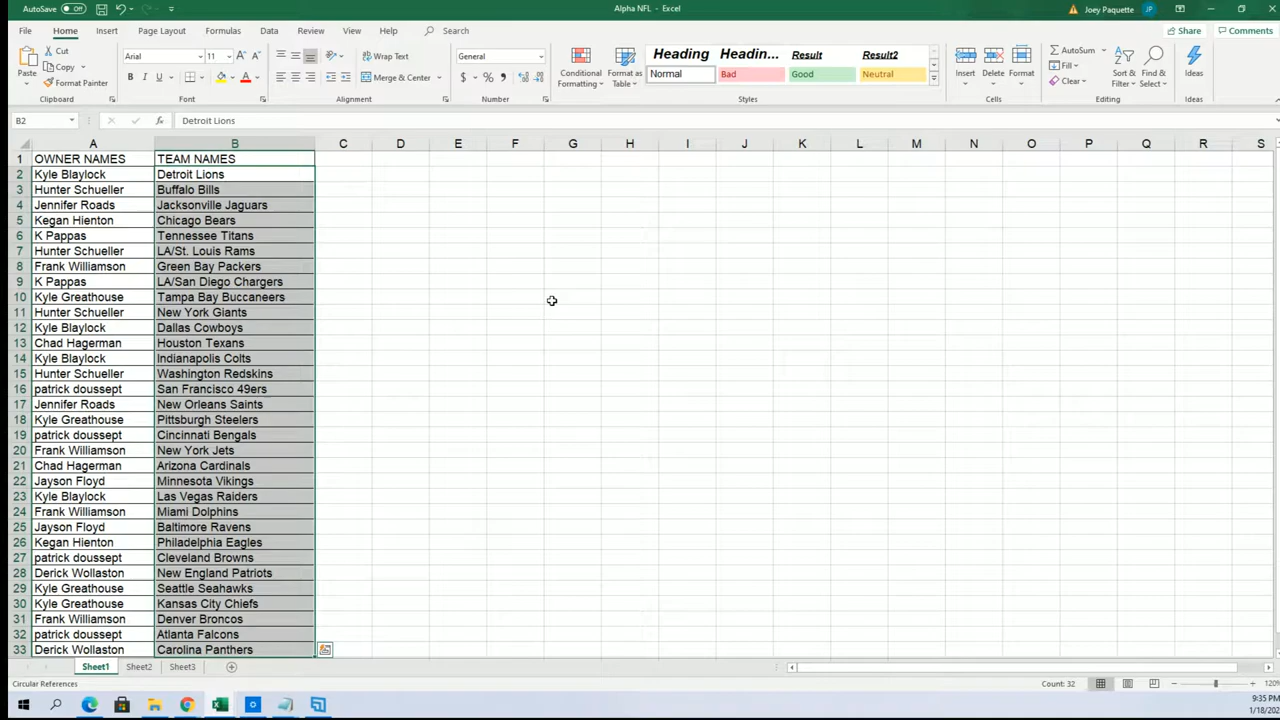 AutoSave Off Alpha NFL - Excel Joey Paquette JP
File Home Insert Page Layout Formulas Data Review View Help Search Share Comments
Cut
Copy
Format Painter
Paste
Arial 11 A A
B I U A
Wrap Text
Merge & Center
General
$ % ,
Conditional Formatting
Format as Table
Heading Headin... Result Result2
Normal Bad Good Neutral
Insert Delete Format
AutoSum
Fill
Clear
Sort & Filter
Find & Select
Ideas
Clipboard Font Alignment Number Styles Cells Editing Ideas
B2 fx Detroit Lions
A B C D E F G H I J K L M N O P Q R S
1 OWNER NAMES TEAM NAMES
2 Kyle Blaylock Detroit Lions
3 Hunter Schueller Buffalo Bills
4 Jennifer Roads Jacksonville Jaguars
5 Kegan Hienton Chicago Bears
6 K Pappas Tennessee Titans
7 Hunter Schueller LA/St. Louis Rams
8 Frank Williamson Green Bay Packers
9 K Pappas LA/San Diego Chargers
10 Kyle Greathouse Tampa Bay Buccaneers
11 Hunter Schueller New York Giants
12 Kyle Blaylock Dallas Cowboys
13 Chad Hagerman Houston Texans
14 Kyle Blaylock Indianapolis Colts
15 Hunter Schueller Washington Redskins
16 patrick doussept San Francisco 49ers
17 Jennifer Roads New Orleans Saints
18 Kyle Greathouse Pittsburgh Steelers
19 patrick doussept Cincinnati Bengals
20 Frank Williamson New York Jets
21 Chad Hagerman Arizona Cardinals
22 Jayson Floyd Minnesota Vikings
23 Kyle Blaylock Las Vegas Raiders
24 Frank Williamson Miami Dolphins
25 Jayson Floyd Baltimore Ravens
26 Kegan Hienton Philadelphia Eagles
27 patrick doussept Cleveland Browns
28 Derick Wollaston New England Patriots
29 Kyle Greathouse Seattle Seahawks
30 Kyle Greathouse Kansas City Chiefs
31 Frank Williamson Denver Broncos
32 patrick doussept Atlanta Falcons
33 Derick Wollaston Carolina Panthers
Sheet1 Sheet2 Sheet3
Circular References Count: 32 120%
9:35 PM
1/18/202